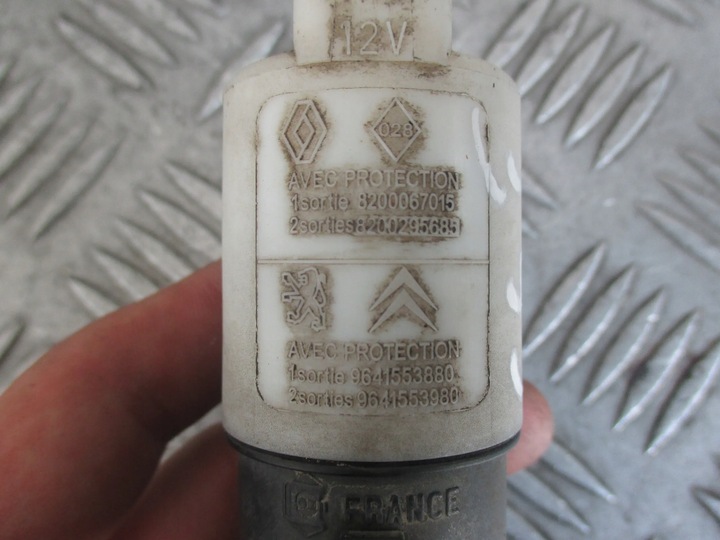 12V
028
AVEC PROTECTION
1sortie 8200067015
2sorties 8200295685
AVEC PROTECTION
1sortie 9641553880
2sorties 9641553980
FRANCE